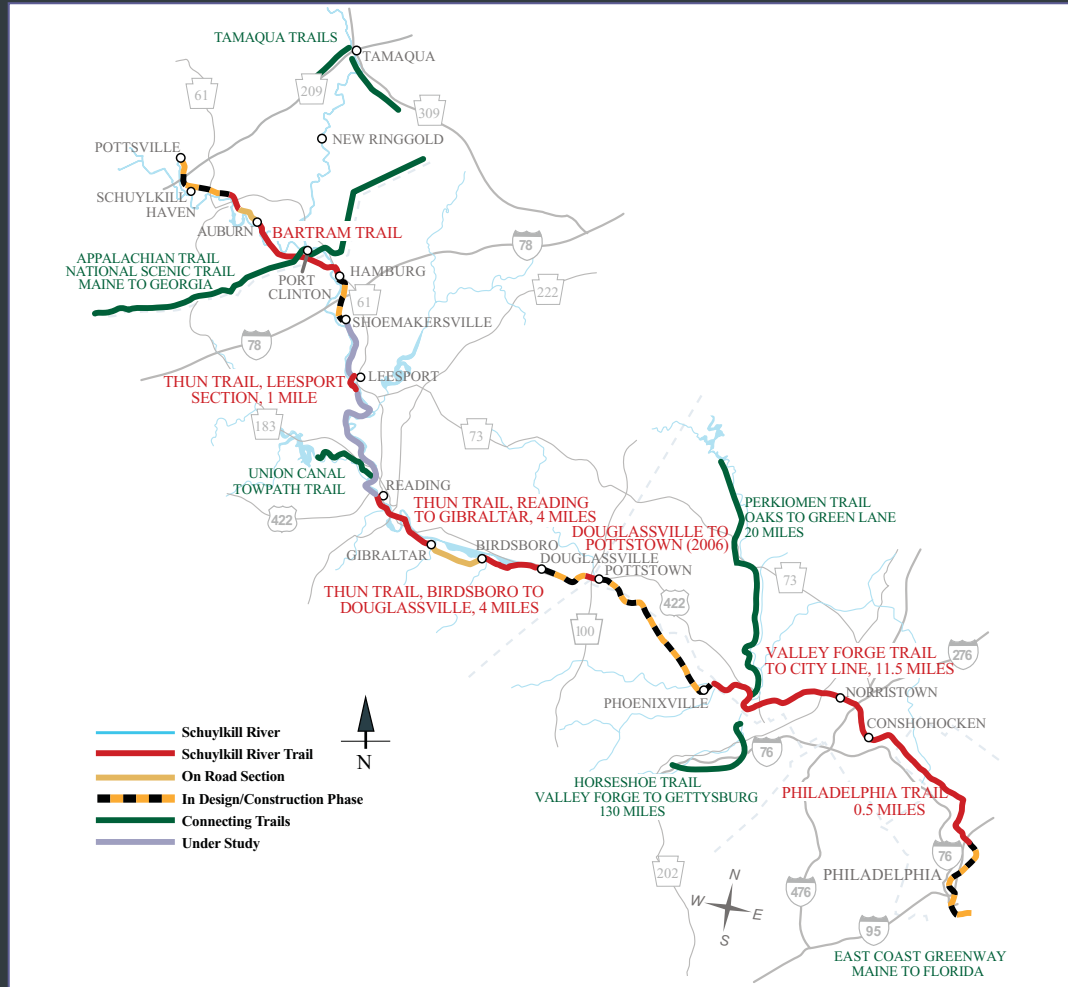 TAMAQUA TRAILS
TAMAQUA
61
209
309
NEW RINGGOLD
POTTSVILLE
SCHUYLKILL
HAVEN
AUBURN
BARTRAM TRAIL
78
APPALACHIAN TRAIL
NATIONAL SCENIC TRAIL
MAINE TO GEORGIA
HAMBURG
PORT
CLINTON
61
222
SHOEMAKERSVILLE
78
LEESPORT
THUN TRAIL, LEESPORT
SECTION, 1 MILE
183
73
UNION CANAL
TOWPATH TRAIL
READING
422
THUN TRAIL, READING
TO GIBRALTAR, 4 MILES
PERKIOMEN TRAIL
OAKS TO GREEN LANE
20 MILES
DOUGLASSVILLE TO
POTTSTOWN (2006)
GIBRALTAR
BIRDSBORO
DOUGLASSVILLE
POTTSTOWN
73
THUN TRAIL, BIRDSBORO TO
DOUGLASSVILLE, 4 MILES
422
100
VALLEY FORGE TRAIL
TO CITY LINE, 11.5 MILES
276
PHOENIXVILLE
NORRISTOWN
CONSHOHOCKEN
76
N
Schuylkill River
Schuylkill River Trail
On Road Section
In Design/Construction Phase
Connecting Trails
Under Study
HORSESHOE TRAIL
VALLEY FORGE TO GETTYSBURG
130 MILES
PHILADELPHIA TRAIL
0.5 MILES
76
PHILADELPHIA
202
476
N
W
E
S
95
EAST COAST GREENWAY
MAINE TO FLORIDA